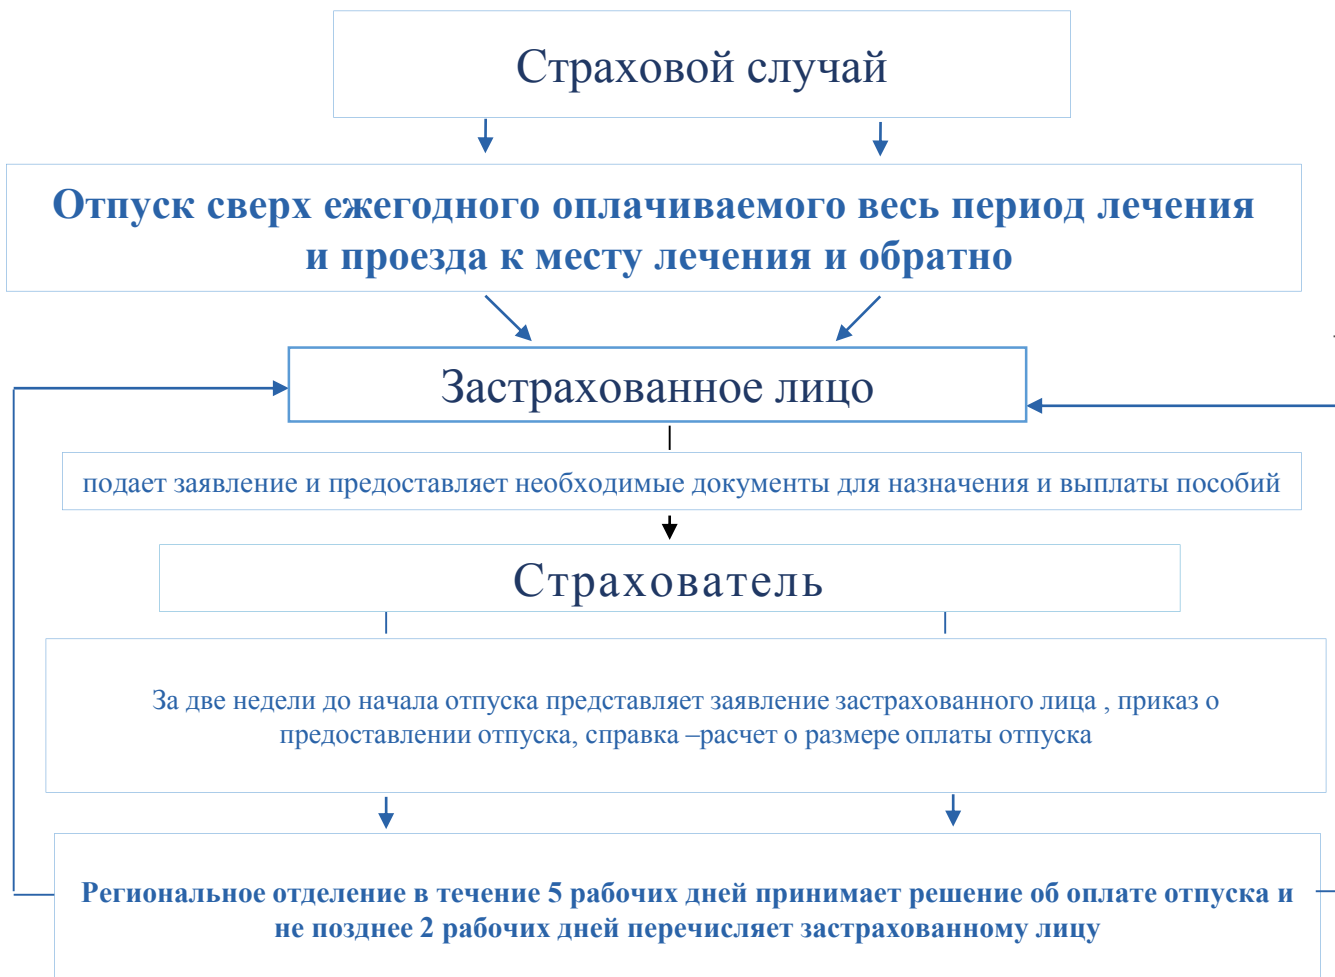 Страховой случай
Отпуск сверх ежегодного оплачиваемого весь период лечения
и проезда к месту лечения и обратно
Застрахованное лицо
подает заявление и предоставляет необходимые документы для назначения и выплаты пособий
Страхователь
За две недели до начала отпуска представляет заявление застрахованного лица , приказ о
предоставлении отпуска, справка –расчет о размере оплаты отпуска
Региональное отделение в течение 5 рабочих дней принимает решение об оплате отпуска и
не позднее 2 рабочих дней перечисляет застрахованному лицу